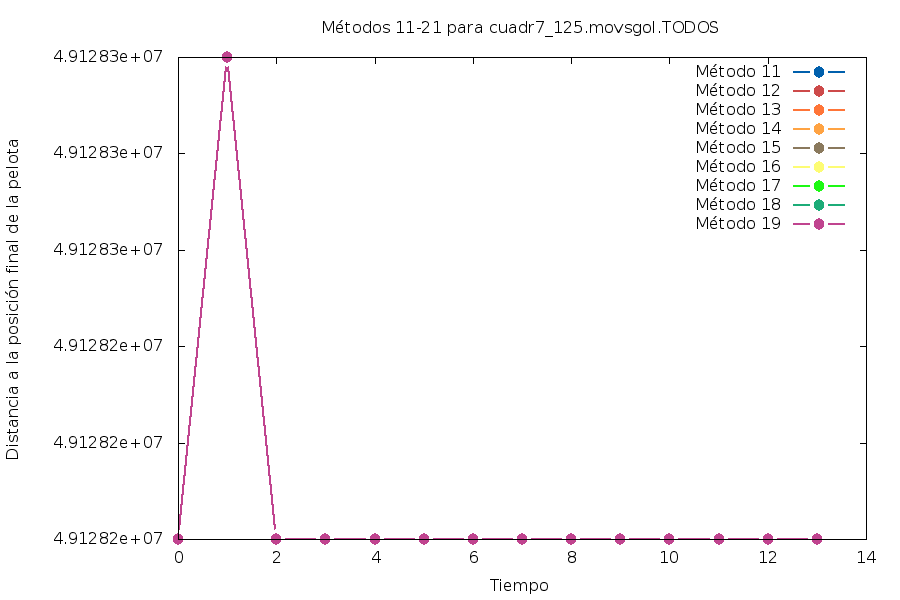 Métodos 11-21 para cuadr7_125.movsgol.TODOS
4.91283e+07
4.91283e+07
4.91283e+07
4.91282e+07
4.91282e+07
4.91282e+07
Distancia a la posición final de la pelota
Método 11
Método 12
Método 13
Método 14
Método 15
Método 16
Método 17
Método 18
Método 19
0 2 4 6 8 10 12 14
Tiempo